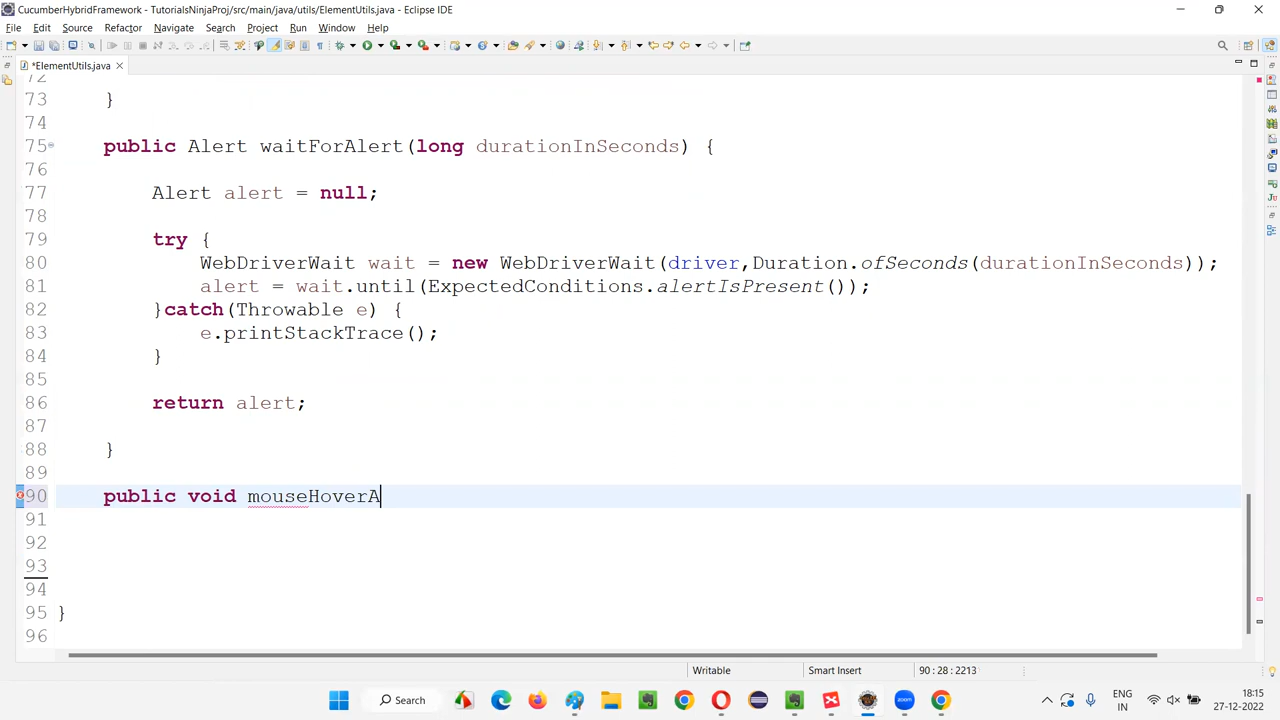 CucumberHybridFramework - TutorialsNinjaProj/src/main/java/utils/ElementUtils.java - Eclipse IDE
File Edit Source Refactor Navigate Search Project Run Window Help
*ElementUtils.java
72
73 }
74
75 public Alert waitForAlert(long durationInSeconds) {
76
77 Alert alert = null;
78
79 try {
80 WebDriverWait wait = new WebDriverWait(driver,Duration.ofSeconds(durationInSeconds));
81 alert = wait.until(ExpectedConditions.alertIsPresent());
82 }catch(Throwable e) {
83 e.printStackTrace();
84 }
85
86 return alert;
87
88 }
89
90 public void mouseHoverA
91
92
93
94
95 }
96
Writable Smart Insert 90 : 28 : 2213
Search
ENG
IN
18:15
27-12-2022